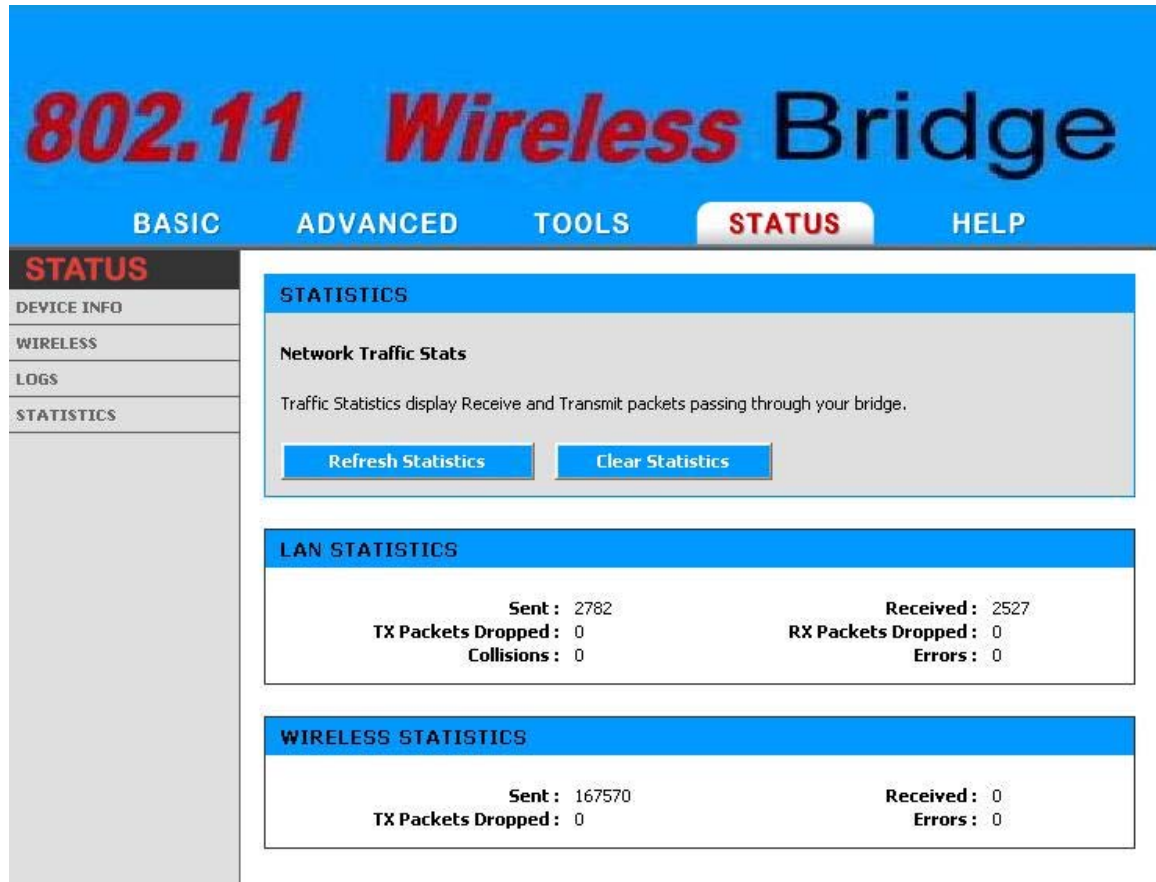 802.11 Wireless Bridge
BASIC ADVANCED TOOLS STATUS HELP
STATUS
DEVICE INFO
WIRELESS
LOGS
STATISTICS
STATISTICS
Network Traffic Stats
Traffic Statistics display Receive and Transmit packets passing through your bridge.
Refresh Statistics Clear Statistics
LAN STATISTICS
Sent : 2782 Received : 2527
TX Packets Dropped : 0 RX Packets Dropped : 0
Collisions : 0 Errors : 0
WIRELESS STATISTICS
Sent : 167570 Received : 0
TX Packets Dropped : 0 Errors : 0